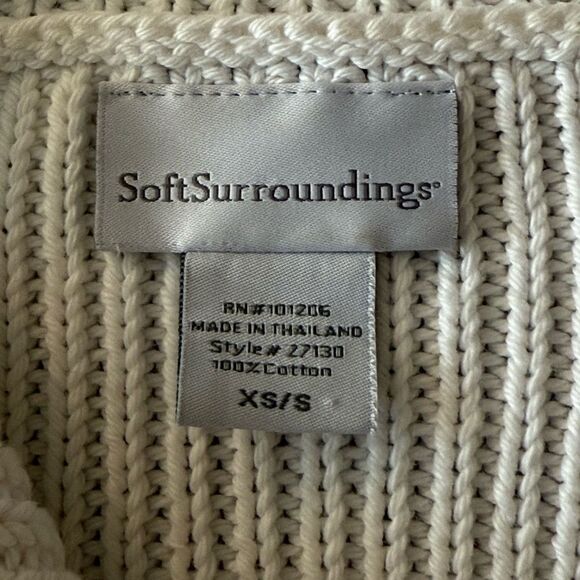 SoftSurroundings®
RN#101206
MADE IN THAILAND
Style# 27130
100% Cotton
XS/S